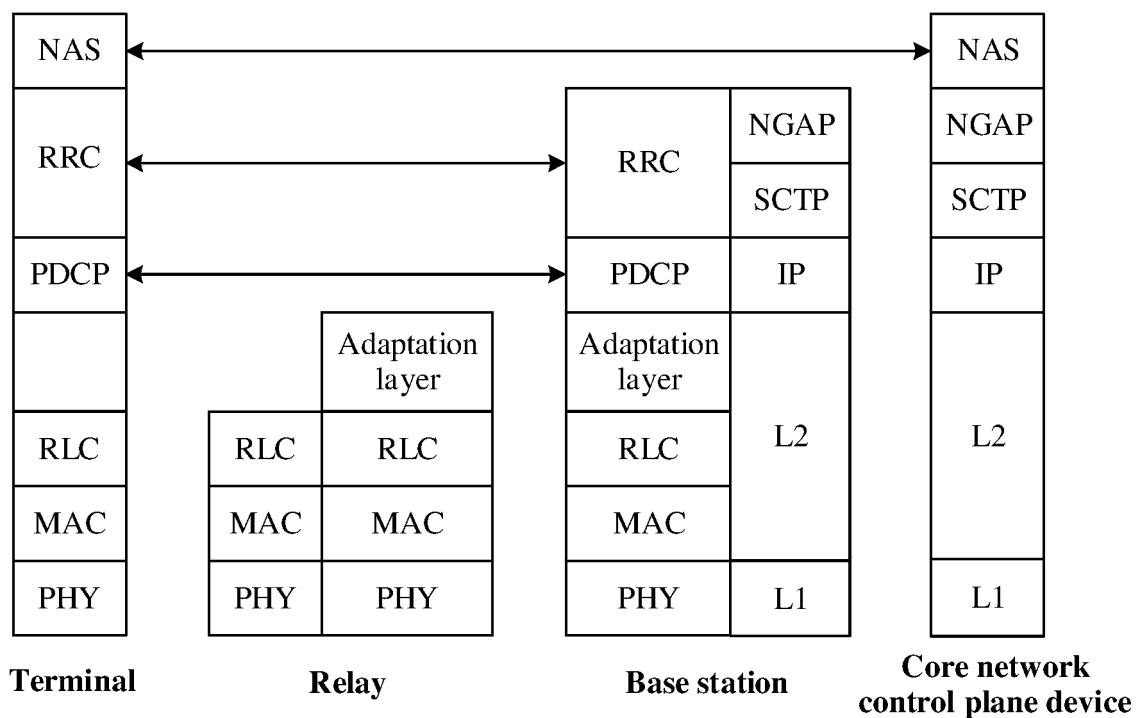 NAS
NAS
RRC
RRC
NGAP
NGAP
SCTP
SCTP
PDCP
PDCP
IP
IP
Adaptation
layer
Adaptation
layer
RLC
RLC
RLC
RLC
L2
L2
MAC
MAC
MAC
MAC
PHY
PHY
PHY
PHY
L1
L1
Terminal
Relay
Base station
Core network
control plane device